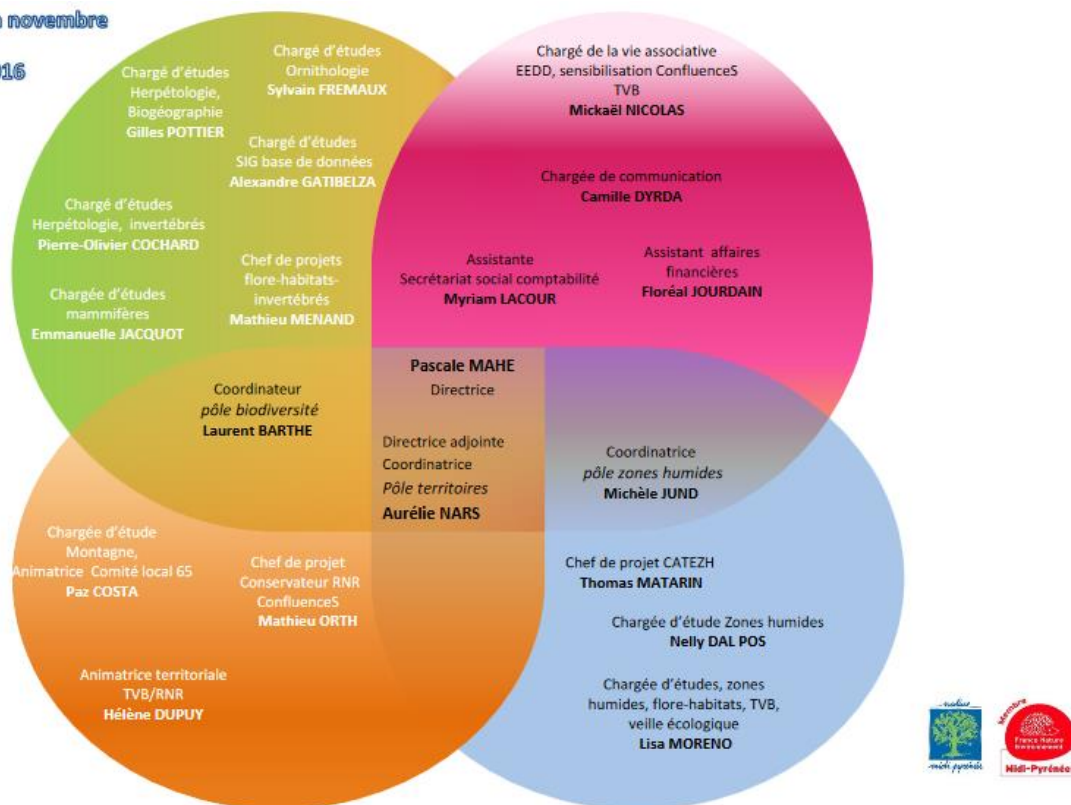 novembre
Chargé d'études
Ornithologie
Sylvain FREMAUX
Chargé d'études
Herpétologie,
Biogéographie
Gilles POTTIER
Chargé d'études
SIG base de données
Alexandre GATIBELZA
Chargé d'études
Herpétologie, invertébrés
Pierre-Olivier COCHARD
Chef de projets
flore-habitats-
invertébrés
Mathieu MENAND
Chargée d'études
mammifères
Emmanuelle JACQUOT
Chargé de la vie associative
EEDD, sensibilisation ConfluenceS
TVB
Mickaël NICOLAS
Chargée de communication
Camille DYRDA
Assistante
Secrétariat social comptabilité
Myriam LACOUR
Assistant affaires
financières
Floréal JOURDAIN
Coordinateur
pôle biodiversité
Laurent BARTHE
Pascale MAHE
Directrice
Directrice adjointe
Coordinatrice
Pôle territoires
Aurélie NARS
Coordinatrice
pôle zones humides
Michèle JUND
Chargée d'étude
Montagne,
Animatrice Comité local 65
Paz COSTA
Chef de projet
Conservateur RNR
ConfluenceS
Mathieu ORTH
Animatrice territoriale
TVB/RNR
Hélène DUPUY
Chef de projet CATEZH
Thomas MATARIN
Chargée d'étude Zones humides
Nelly DAL POS
Chargée d'études, zones
humides, flore-habitats, TVB,
veille écologique
Lisa MORENO
nature
midi pyrénées
Membre
France Nature
Environnement
Midi-Pyrénées